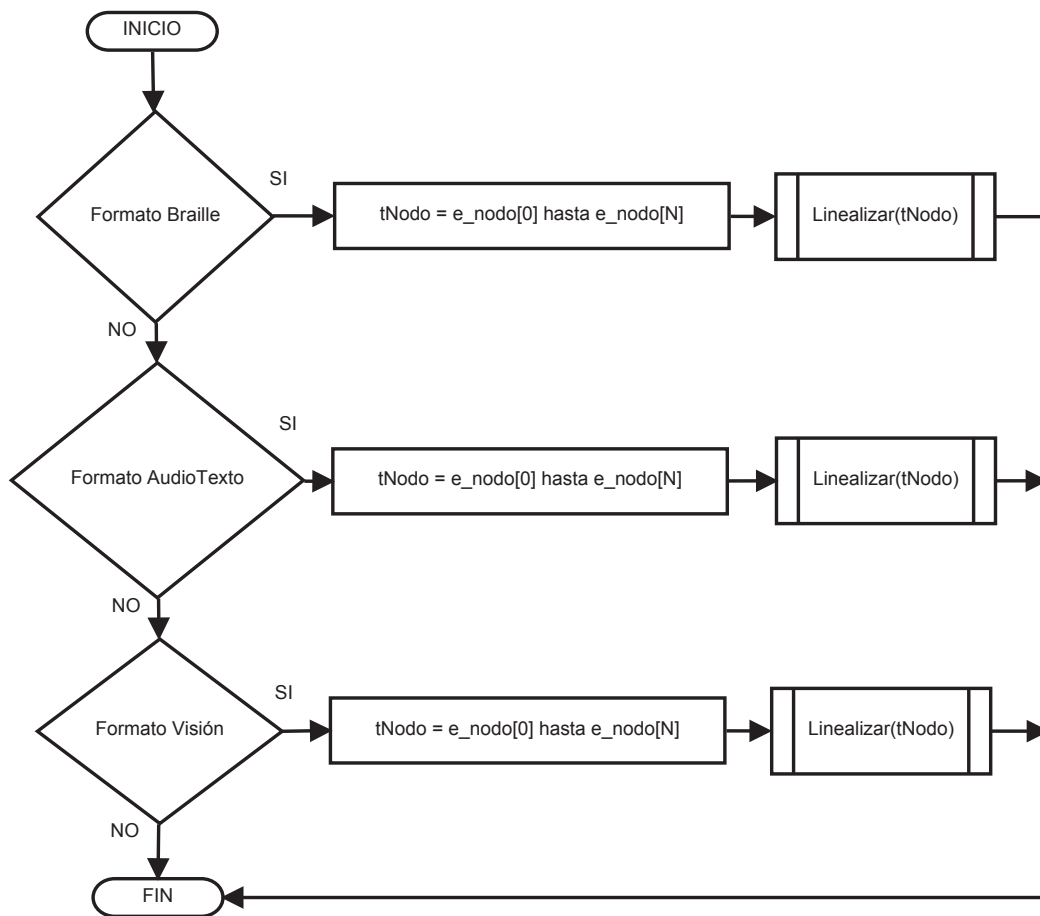 INICIO
SI
Formato Braille
tNodo = e_nodo[0] hasta e_nodo[N]
Linealizar(tNodo)
NO
SI
Formato AudioTexto
tNodo = e_nodo[0] hasta e_nodo[N]
Linealizar(tNodo)
NO
SI
Formato Visión
tNodo = e_nodo[0] hasta e_nodo[N]
Linealizar(tNodo)
NO
FIN